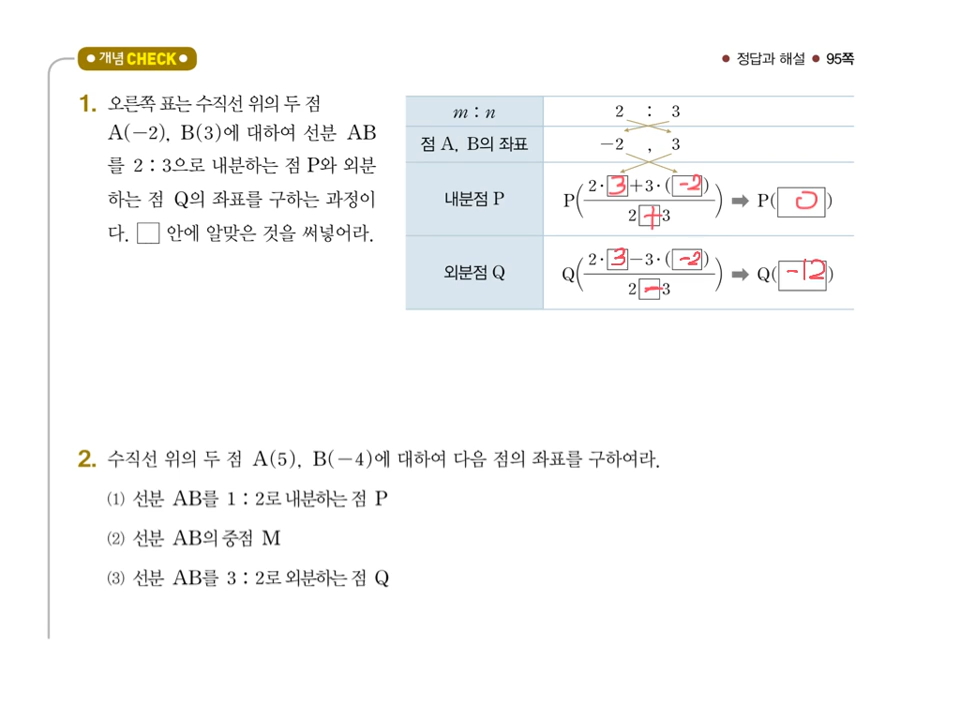 개념 CHECK
정답과 해설 ● 95쪽
1. 오른쪽 표는 수직선 위의 두 점
A(−2), B(3)에 대하여 선분 AB
를 2 : 3으로 내분하는 점 P와 외분
하는 점 Q의 좌표를 구하는 과정이
다. □ 안에 알맞은 것을 써넣어라.
m : n
2 : 3
점 A, B의 좌표
−2 , 3
내분점 P
P( (2·3+3·(-2)) / (2+3) ) ➡ P(0)
외분점 Q
Q( (2·3−3·(-2)) / (2-3) ) ➡ Q(-12)
2. 수직선 위의 두 점 A(5), B(−4)에 대하여 다음 점의 좌표를 구하여라.
⑴ 선분 AB를 1 : 2로 내분하는 점 P
⑵ 선분 AB의 중점 M
⑶ 선분 AB를 3 : 2로 외분하는 점 Q